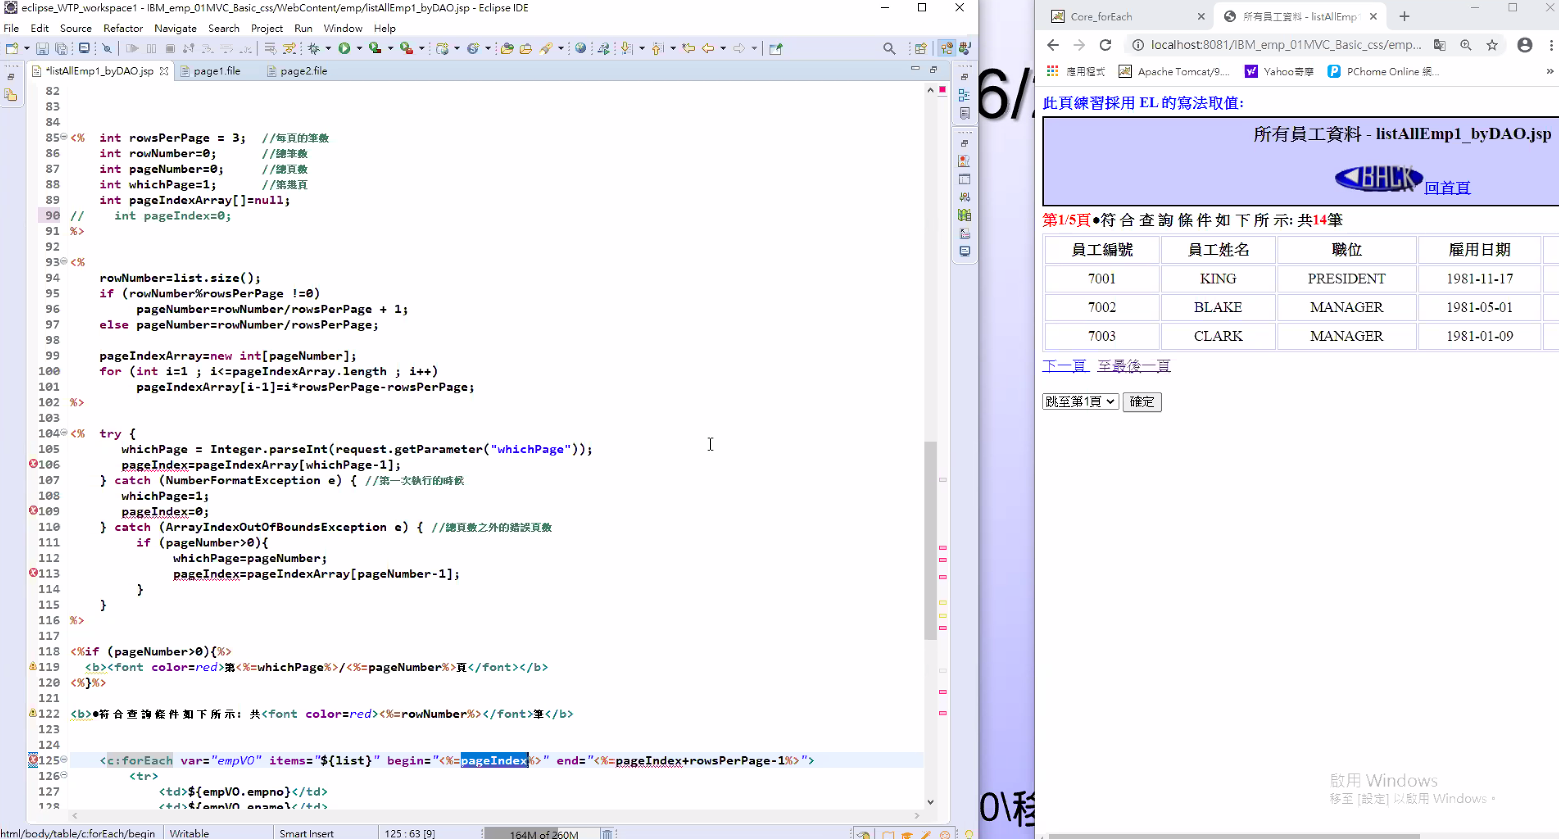 eclipse_WTP_workspace1 - IBM_emp_01MVC_Basic_css/WebContent/emp/listAllEmp1_byDAO.jsp - Eclipse IDE
File Edit Source Refactor Navigate Search Project Run Window Help
*listAllEmp1_byDAO.jsp page1.file page2.file
82
83
84
85 <% int rowsPerPage = 3; //每頁的筆數
86 int rowNumber=0; //總筆數
87 int pageNumber=0; //總頁數
88 int whichPage=1; //第幾頁
89 int pageIndexArray[]=null;
90 // int pageIndex=0;
91 %>
92
93 <%
94 rowNumber=list.size();
95 if (rowNumber%rowsPerPage !=0)
96 pageNumber=rowNumber/rowsPerPage + 1;
97 else pageNumber=rowNumber/rowsPerPage;
98
99 pageIndexArray=new int[pageNumber];
100 for (int i=1 ; i<=pageIndexArray.length ; i++)
101 pageIndexArray[i-1]=i*rowsPerPage-rowsPerPage;
102 %>
103
104 <% try {
105 whichPage = Integer.parseInt(request.getParameter("whichPage"));
106 pageIndex=pageIndexArray[whichPage-1];
107 } catch (NumberFormatException e) { //第一次執行的時候
108 whichPage=1;
109 pageIndex=0;
110 } catch (ArrayIndexOutOfBoundsException e) { //總頁數之外的錯誤頁數
111 if (pageNumber>0){
112 whichPage=pageNumber;
113 pageIndex=pageIndexArray[pageNumber-1];
114 }
115 }
116 %>
117
118 <%if (pageNumber>0){%>
119 <b><font color=red>第<%=whichPage%>/<%=pageNumber%>頁</font></b>
120 <%}%>
121
122 <b>●符合查詢條件如下所示: 共<font color=red><%=rowNumber%></font>筆</b>
123
124
125 <c:forEach var="empVO" items="${list}" begin="<%=pageIndex%>" end="<%=pageIndex+rowsPerPage-1%>">
126 <tr>
127 <td>${empVO.empno}</td>
128 <td>${empVO.ename}</td>
html/body/table/c:forEach/begin Writable Smart Insert 125 : 63 [9] 164M of 260M
6/2
0\移
Core_forEach 所有員工資料 - listAllEmp1
localhost:8081/IBM_emp_01MVC_Basic_css/emp...
應用程式 Apache Tomcat/9.... Yahoo奇摩 PChome Online 網... »
此頁練習採用 EL 的寫法取值:
所有員工資料 - listAllEmp1_byDAO.jsp
BACK 回首頁
第1/5頁●符 合 查 詢 條 件 如 下 所 示: 共14筆
員工編號 員工姓名 職位 雇用日期
7001 KING PRESIDENT 1981-11-17
7002 BLAKE MANAGER 1981-05-01
7003 CLARK MANAGER 1981-01-09
下一頁 至最後一頁
跳至第1頁 確定
啟用 Windows
移至 [設定] 以啟用 Windows。